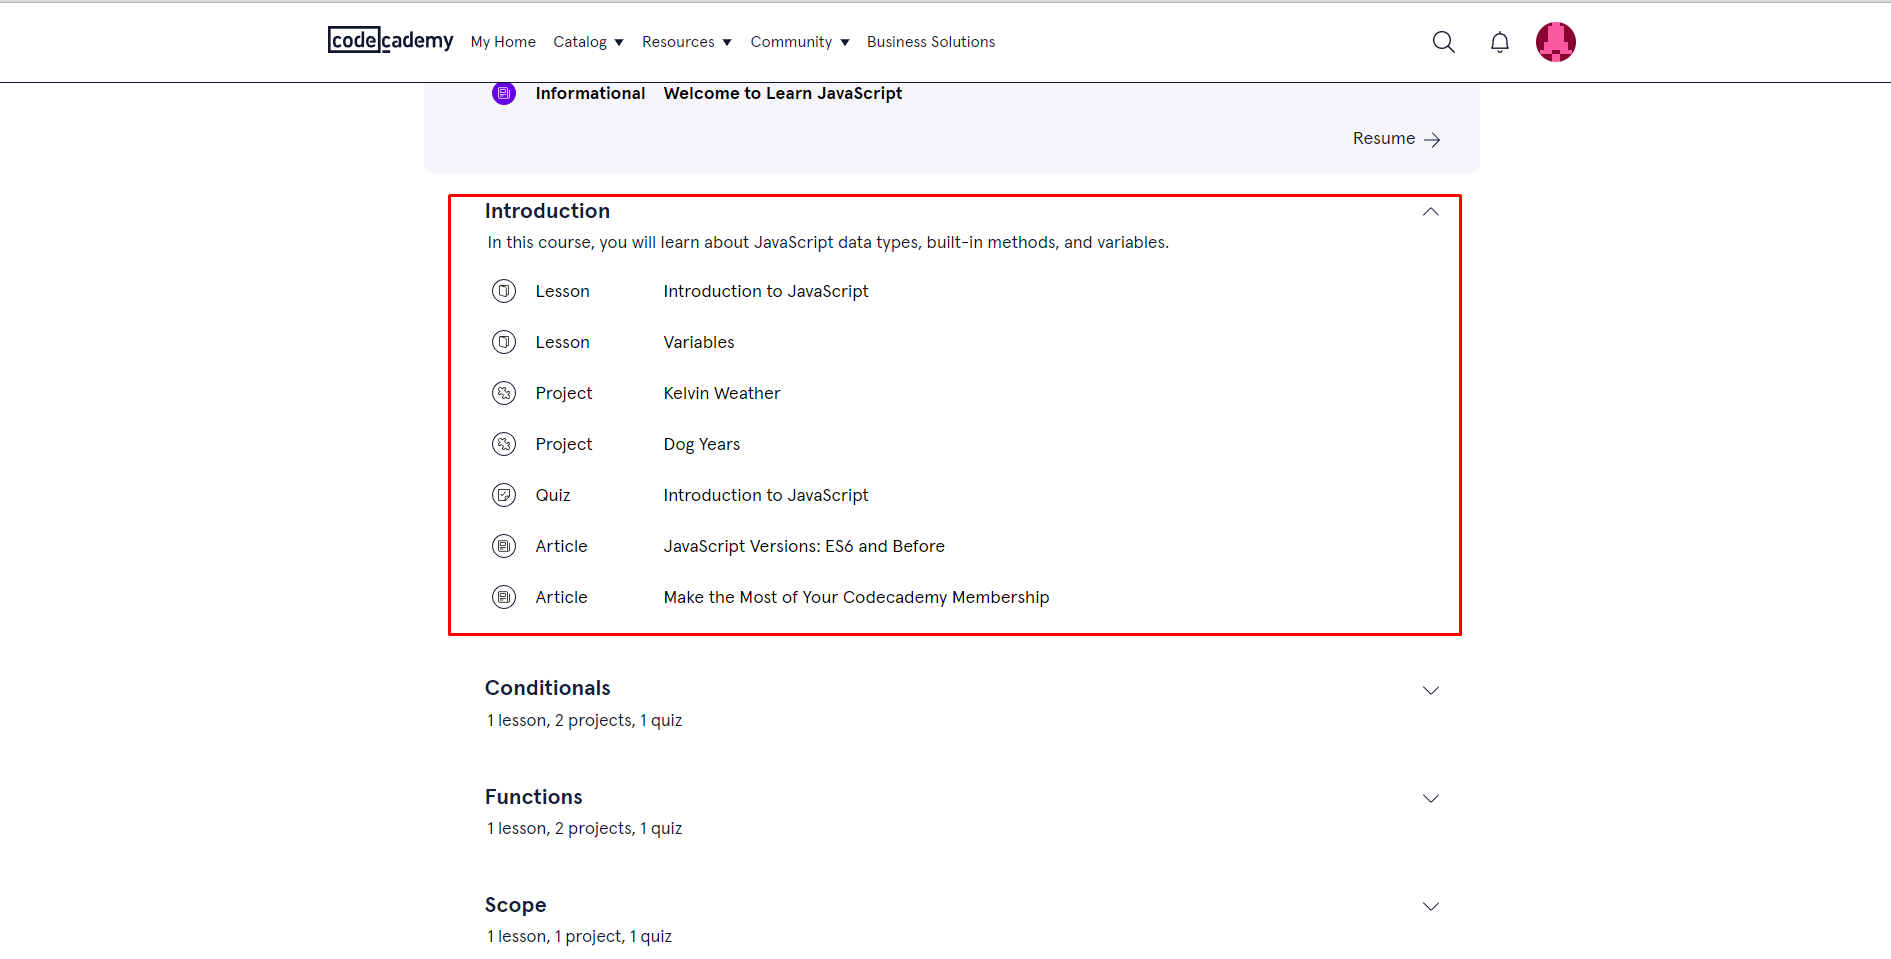 codecademy My Home Catalog Resources Community Business Solutions
Informational Welcome to Learn JavaScript
Resume
Introduction
In this course, you will learn about JavaScript data types, built-in methods, and variables.
Lesson Introduction to JavaScript
Lesson Variables
Project Kelvin Weather
Project Dog Years
Quiz Introduction to JavaScript
Article JavaScript Versions: ES6 and Before
Article Make the Most of Your Codecademy Membership
Conditionals
1 lesson, 2 projects, 1 quiz
Functions
1 lesson, 2 projects, 1 quiz
Scope
1 lesson, 1 project, 1 quiz